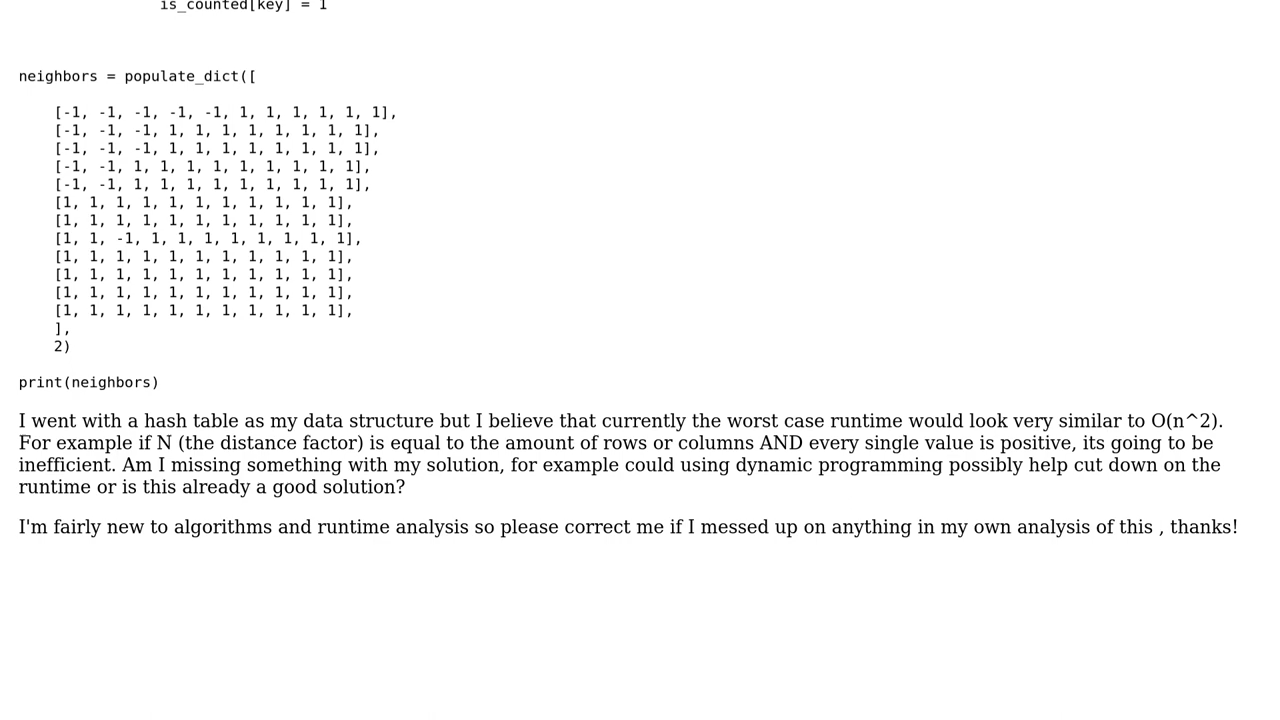 is_counted[key] = 1
neighbors = populate_dict([
[-1, -1, -1, -1, -1, 1, 1, 1, 1, 1, 1],
[-1, -1, -1, 1, 1, 1, 1, 1, 1, 1, 1],
[-1, -1, -1, 1, 1, 1, 1, 1, 1, 1, 1],
[-1, -1, 1, 1, 1, 1, 1, 1, 1, 1, 1],
[-1, -1, 1, 1, 1, 1, 1, 1, 1, 1, 1],
[1, 1, 1, 1, 1, 1, 1, 1, 1, 1, 1],
[1, 1, 1, 1, 1, 1, 1, 1, 1, 1, 1],
[1, 1, -1, 1, 1, 1, 1, 1, 1, 1, 1],
[1, 1, 1, 1, 1, 1, 1, 1, 1, 1, 1],
[1, 1, 1, 1, 1, 1, 1, 1, 1, 1, 1],
[1, 1, 1, 1, 1, 1, 1, 1, 1, 1, 1],
[1, 1, 1, 1, 1, 1, 1, 1, 1, 1, 1],
],
2)
print(neighbors)
I went with a hash table as my data structure but I believe that currently the worst case runtime would look very similar to O(n^2).
For example if N (the distance factor) is equal to the amount of rows or columns AND every single value is positive, its going to be
inefficient. Am I missing something with my solution, for example could using dynamic programming possibly help cut down on the
runtime or is this already a good solution?
I'm fairly new to algorithms and runtime analysis so please correct me if I messed up on anything in my own analysis of this , thanks!